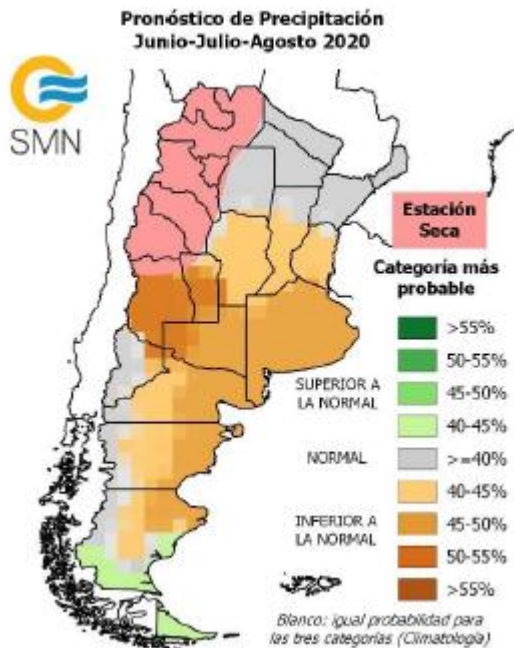 Pronóstico de Precipitación
Junio-Julio-Agosto 2020
SMN
Estación
Seca
Categoría más
probable
>55%
50-55%
45-50%
SUPERIOR A
LA NORMAL
40-45%
NORMAL
>=40%
40-45%
INFERIOR A
LA NORMAL
45-50%
50-55%
>55%
Blanco: igual probabilidad para
las tres categorías (Climatología)